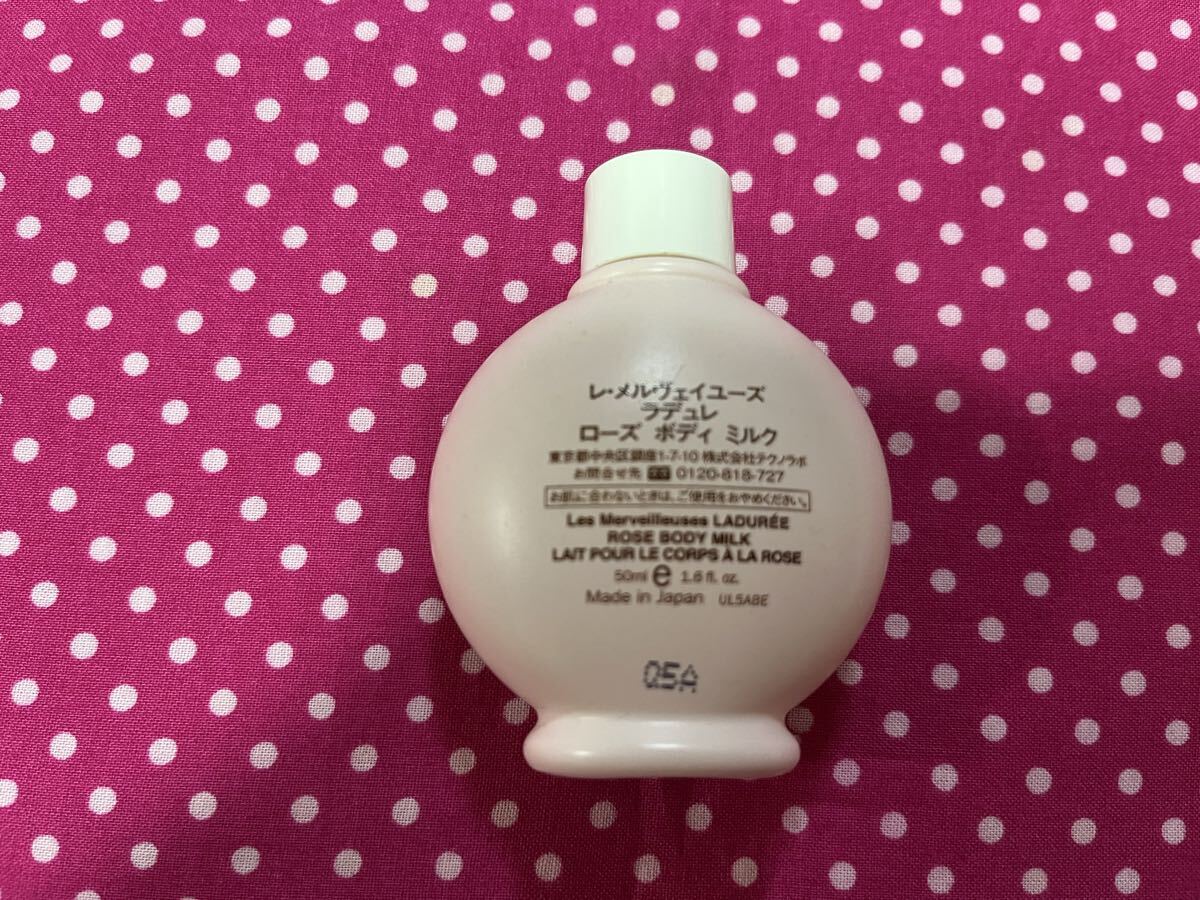 レ・メルヴェイユーズ
ラデュレ
ローズ ボディ ミルク
東京都中央区銀座1-7-10 株式会社テクノラボ
お問合せ先 0120-818-727
お肌に合わないときは、ご使用をおやめください。
Les Merveilleuses LADURÉE
ROSE BODY MILK
LAIT POUR LE CORPS À LA ROSE
50ml e 1.6 fl. oz.
Made in Japan UL5ABE
Q5A